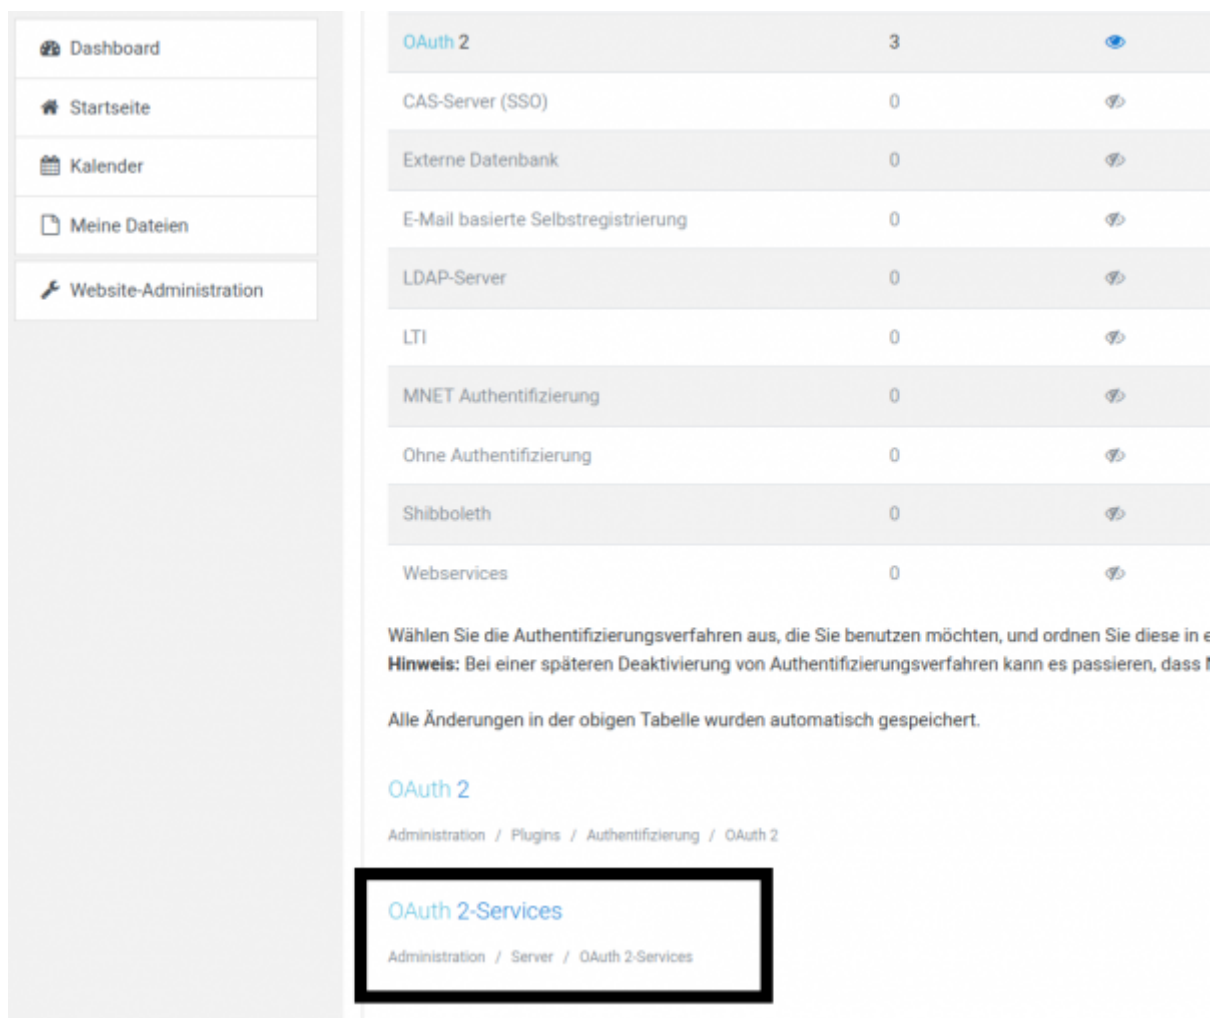 Dashboard
Startseite
Kalender
Meine Dateien
Website-Administration
OAuth 2 3
CAS-Server (SSO) 0
Externe Datenbank 0
E-Mail basierte Selbstregistrierung 0
LDAP-Server 0
LTI 0
MNET Authentifizierung 0
Ohne Authentifizierung 0
Shibboleth 0
Webservices 0
Wählen Sie die Authentifizierungsverfahren aus, die Sie benutzen möchten, und ordnen Sie diese in
Hinweis: Bei einer späteren Deaktivierung von Authentifizierungsverfahren kann es passieren, dass
Alle Änderungen in der obigen Tabelle wurden automatisch gespeichert.
OAuth 2
Administration / Plugins / Authentifizierung / OAuth 2
OAuth 2-Services
Administration / Server / OAuth 2-Services